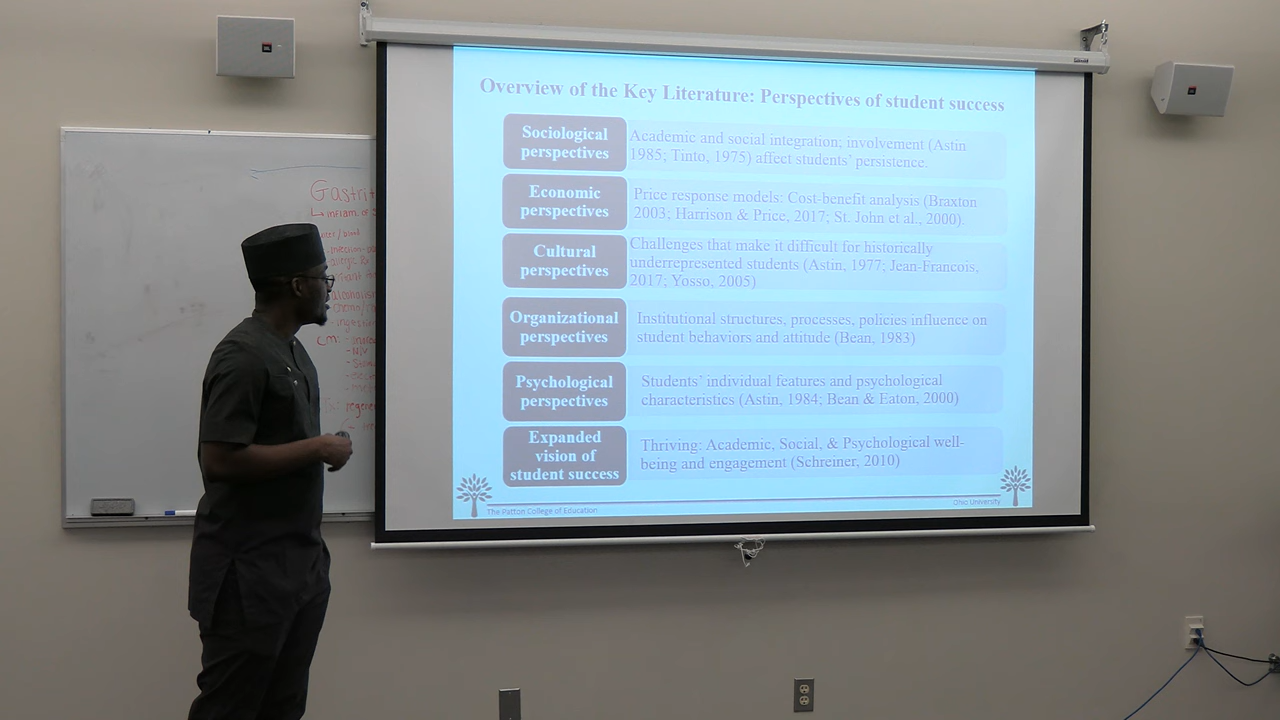 Overview of the Key Literature: Perspectives of student success
Sociological
perspectives
Academic and social integration; involvement (Astin
1985; Tinto, 1975) affect students' persistence.
Economic
perspectives
Price response models: Cost-benefit analysis (Braxton
2003; Harrison & Price, 2017; St. John et al., 2000).
Cultural
perspectives
Challenges that make it difficult for historically
underrepresented students (Astin, 1977; Jean-Francois,
2017; Yosso, 2005)
Organizational
perspectives
Institutional structures, processes, policies influence on
student behaviors and attitude (Bean, 1983)
Psychological
perspectives
Students' individual features and psychological
characteristics (Astin, 1984; Bean & Eaton, 2000)
Expanded
vision of
student success
Thriving: Academic, Social, & Psychological well-
being and engagement (Schreiner, 2010)
The Patton College of Education
Ohio University
Gastrit
inflam of